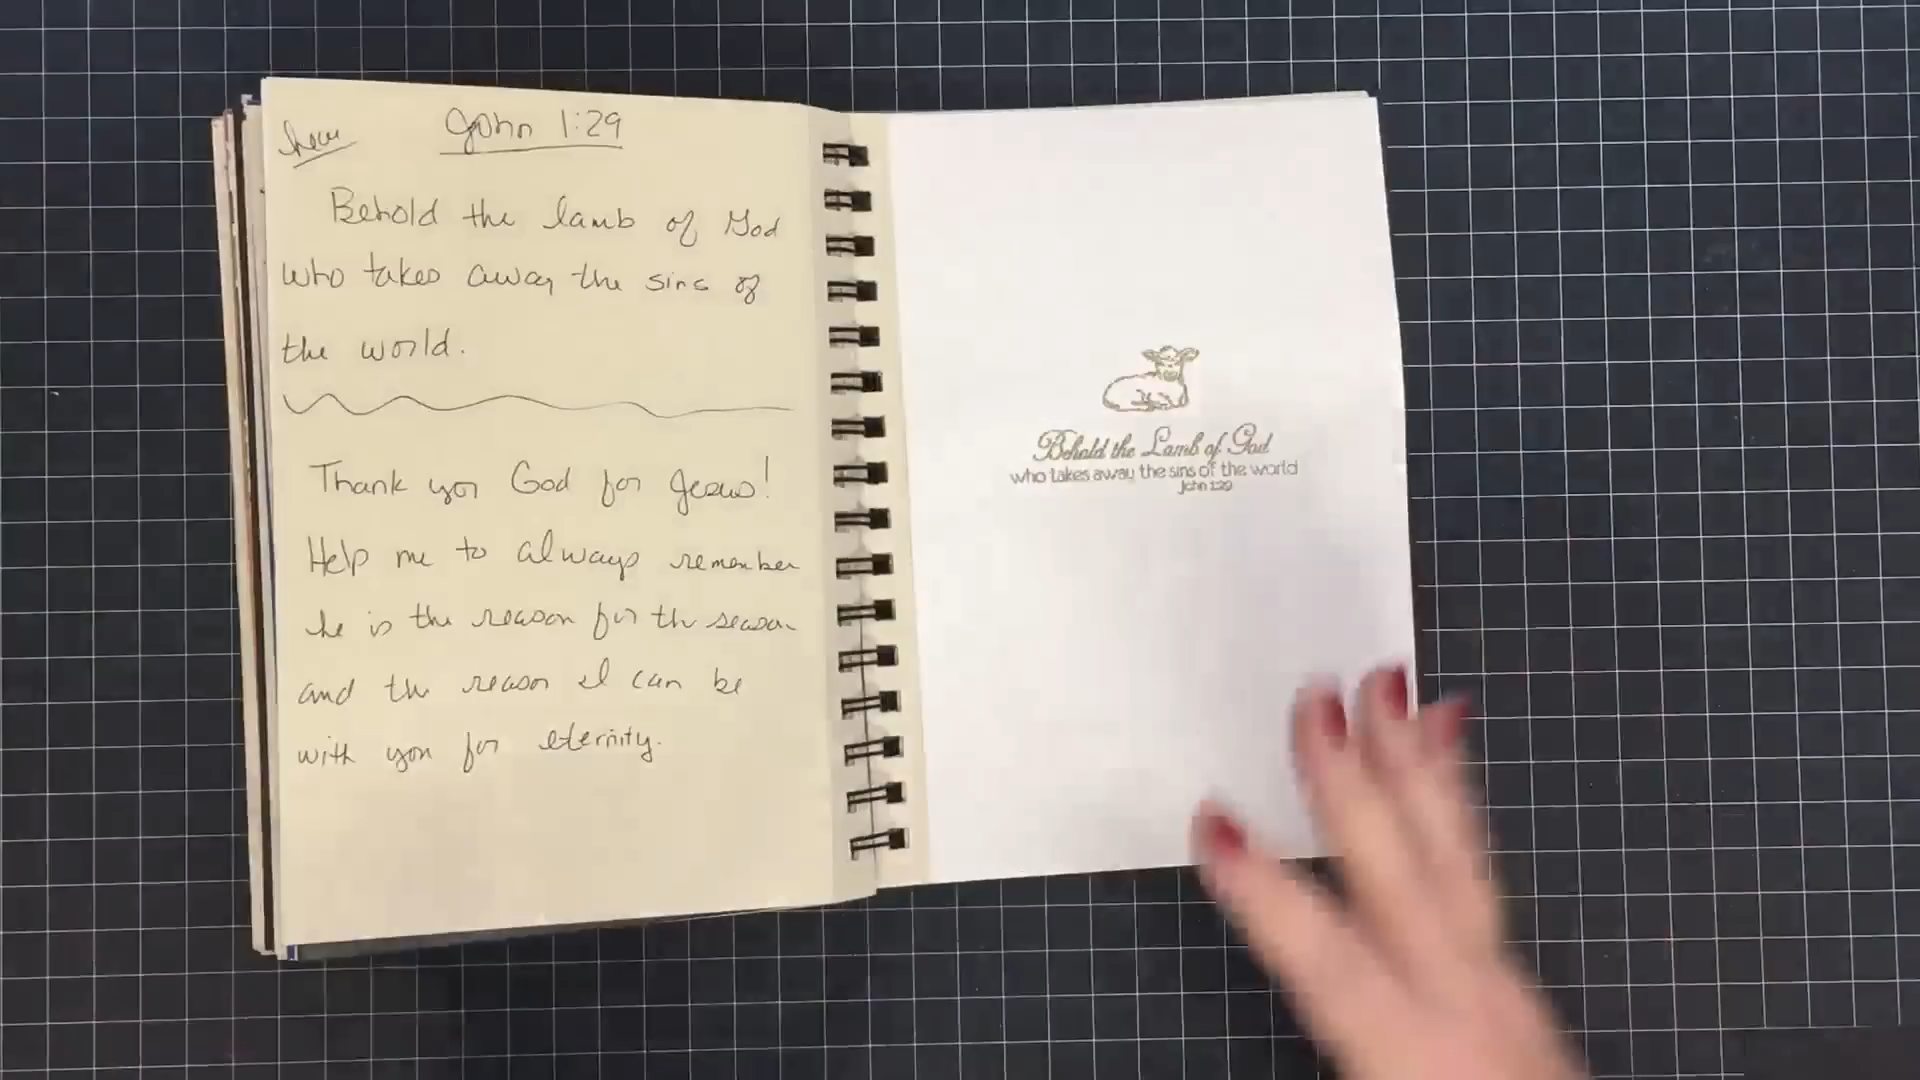 John 1:29
Behold the lamb of God
who takes away the sins of
the world.
Thank you God for Jesus!
Help me to always remember
he is the reason for the season
and the reason I can be
with you for eternity.
Behold the Lamb of God
who takes away the sins of the world
John 1:29